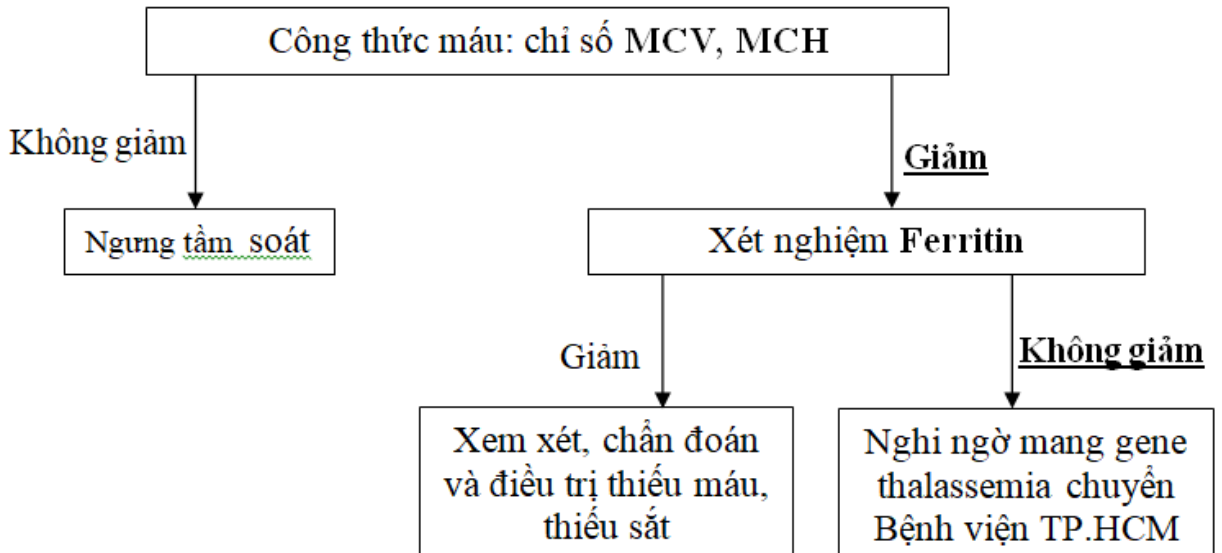 Công thức máu: chỉ số MCV, MCH
Không giảm
Giảm
Ngưng tầm soát
Xét nghiệm Ferritin
Giảm
Không giảm
Xem xét, chẩn đoán
và điều trị thiếu máu,
thiếu sắt
Nghi ngờ mang gene
thalassemia chuyển
Bệnh viện TP.HCM